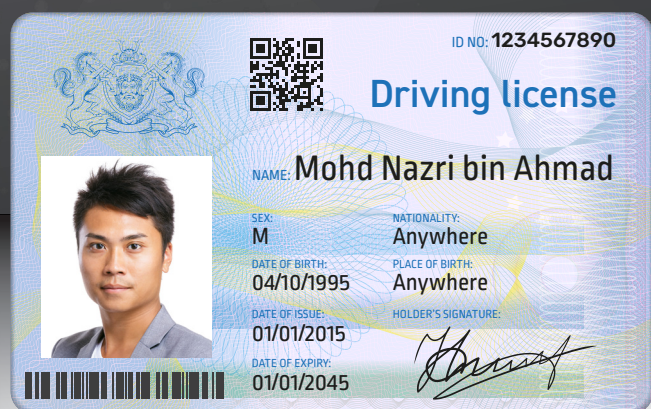 ID NO: 1234567890
Driving license
NAME: Mohd Nazri bin Ahmad
SEX: NATIONALITY:
M Anywhere
DATE OF BIRTH: PLACE OF BIRTH:
04/10/1995 Anywhere
DATE OF ISSUE: HOLDER'S SIGNATURE:
01/01/2015
DATE OF EXPIRY:
01/01/2045